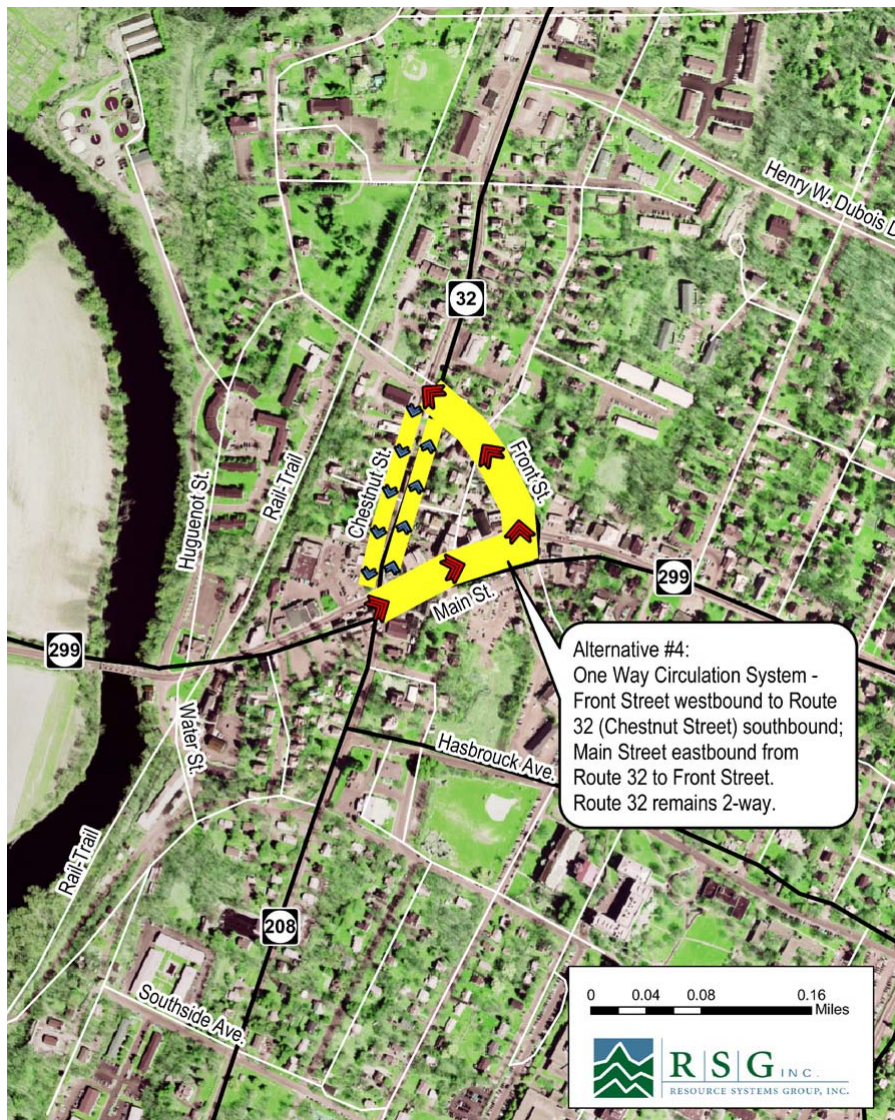 Henry W. Dubois D
32
Chestnut St.
Front St.
Rail-Trail
Huguenot St.
Main St.
299
299
Alternative #4:
One Way Circulation System -
Front Street westbound to Route
32 (Chestnut Street) southbound;
Main Street eastbound from
Route 32 to Front Street.
Route 32 remains 2-way.
Water St.
Hasbrouck Ave.
Rail-Trail
208
Southside Ave.
0 0.04 0.08 0.16
Miles
R|S|G INC.
RESOURCE SYSTEMS GROUP, INC.